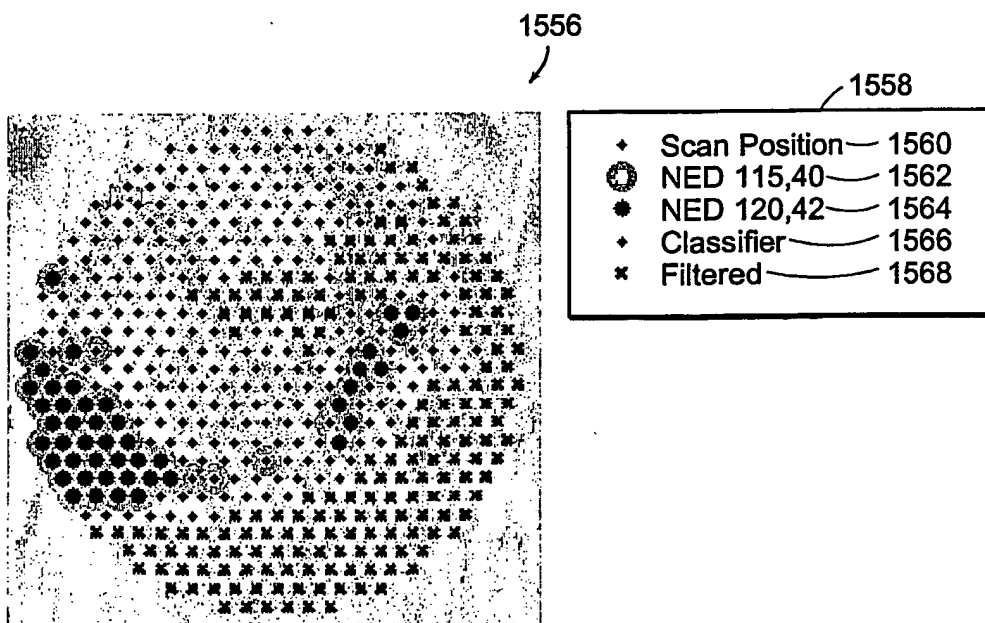 1556
1558
Scan Position 1560
NED 115,40 1562
NED 120,42 1564
Classifier 1566
Filtered 1568